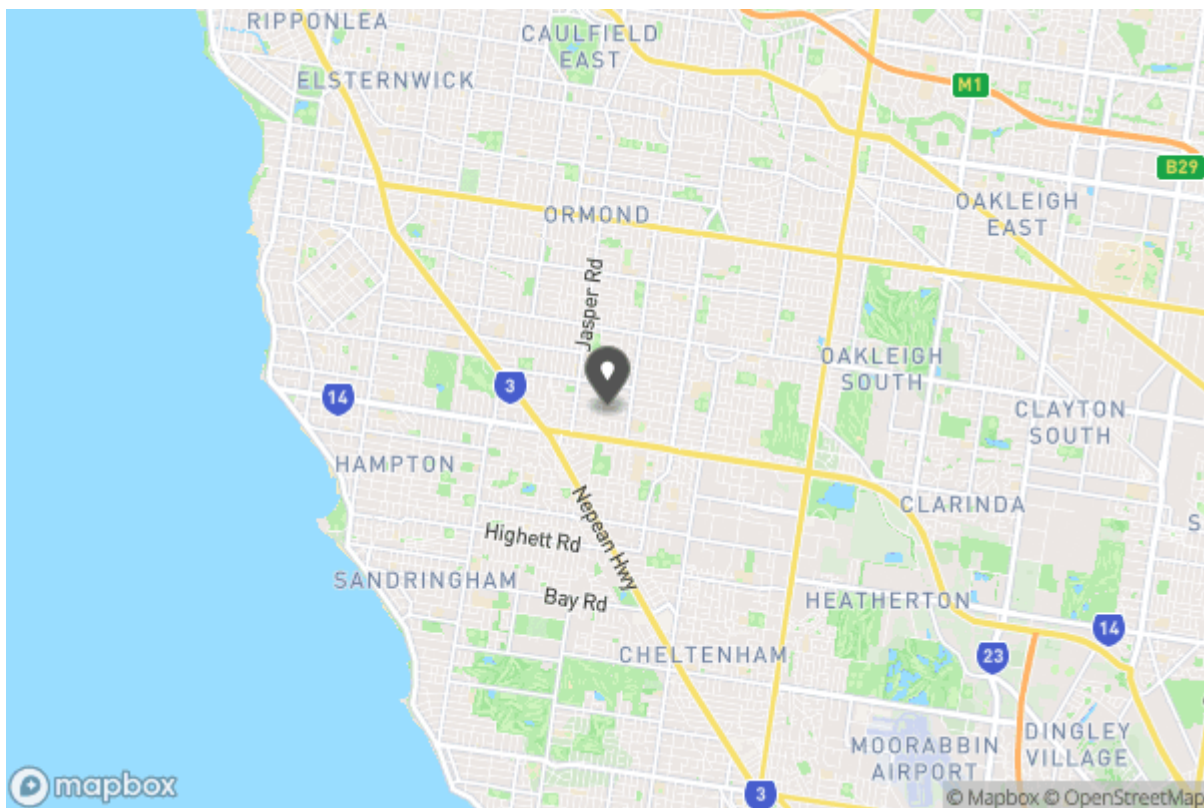 RIPPONLEA
CAULFIELD
EAST
ELSTERNWICK
M1
B29
OAKLEIGH
EAST
ORMOND
Jasper Rd
OAKLEIGH
SOUTH
3
14
CLAYTON
SOUTH
HAMPTON
CLARINDA
Nepean Hwy
Highett Rd
S
SANDRINGHAM
Bay Rd
HEATHERTON
14
23
CHELTENHAM
MOORABBIN
AIRPORT
DINGLEY
VILLAGE
3
mapbox
© Mapbox © OpenStreetMap